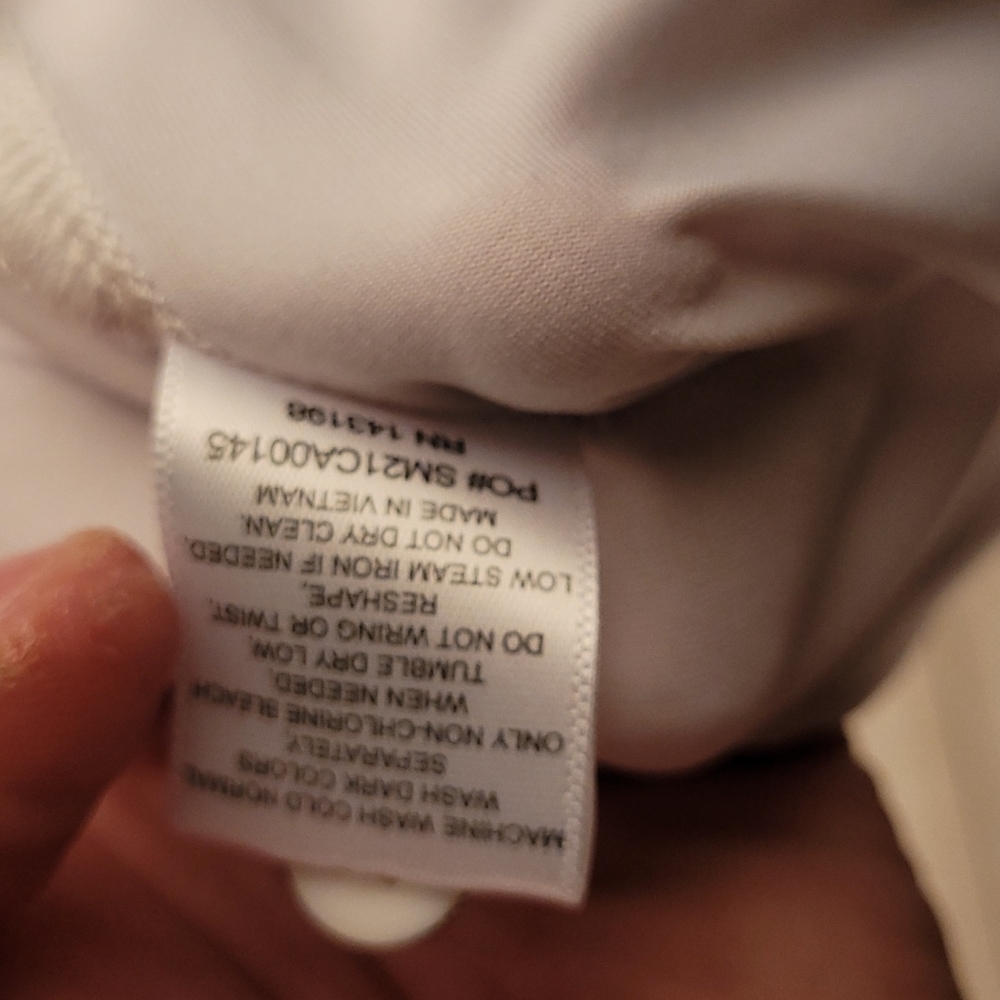 MACHINE WASH COLD NORMAL
WASH DARK COLORS
SEPARATELY
ONLY NON-CHLORINE BLEACH
WHEN NEEDED.
TUMBLE DRY LOW.
DO NOT WRING OR TWIST.
RESHAPE,
LOW STEAM IRON IF NEEDED.
DO NOT DRY CLEAN.
MADE IN VIETNAM
PO# SM21CA00145
RN 143198